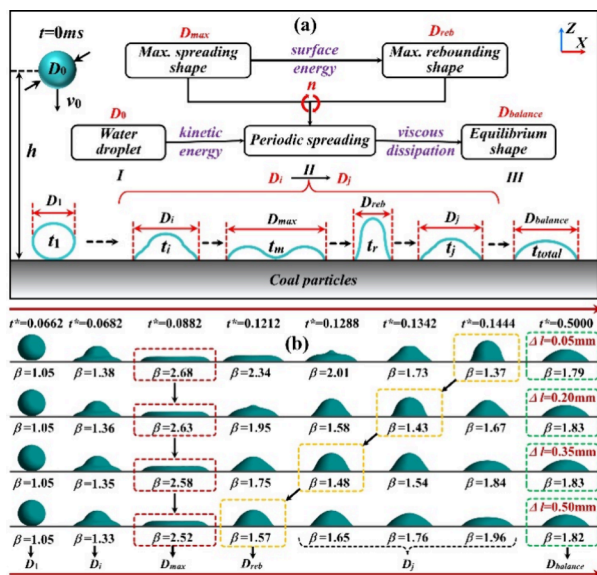 (a)
t=0ms
D0
v0
h
Dmax
Max. spreading shape
surface energy
Dreb
Max. rebounding shape
Z
X
n
D0
Water droplet
I
kinetic energy
Periodic spreading
II
viscous dissipation
Dbalance
Equilibrium shape
III
Di → Dj
D1 Di Dmax Dreb Dj Dbalance
t1 ti tm tr tj ttotal
Coal particles
t*=0.0662 t*=0.0682 t*=0.0882 t*=0.1212 t*=0.1288 t*=0.1342 t*=0.1444 t*=0.5000
(b)
Δl=0.05mm
β=1.05 β=1.38 β=2.68 β=2.34 β=2.01 β=1.73 β=1.37 β=1.79
Δl=0.20mm
β=1.05 β=1.36 β=2.63 β=1.95 β=1.58 β=1.43 β=1.67 β=1.83
Δl=0.35mm
β=1.05 β=1.35 β=2.58 β=1.75 β=1.48 β=1.54 β=1.84 β=1.83
Δl=0.50mm
β=1.05 β=1.33 β=2.52 β=1.57 β=1.65 β=1.76 β=1.96 β=1.82
D1 Di Dmax Dreb Dj Dbalance